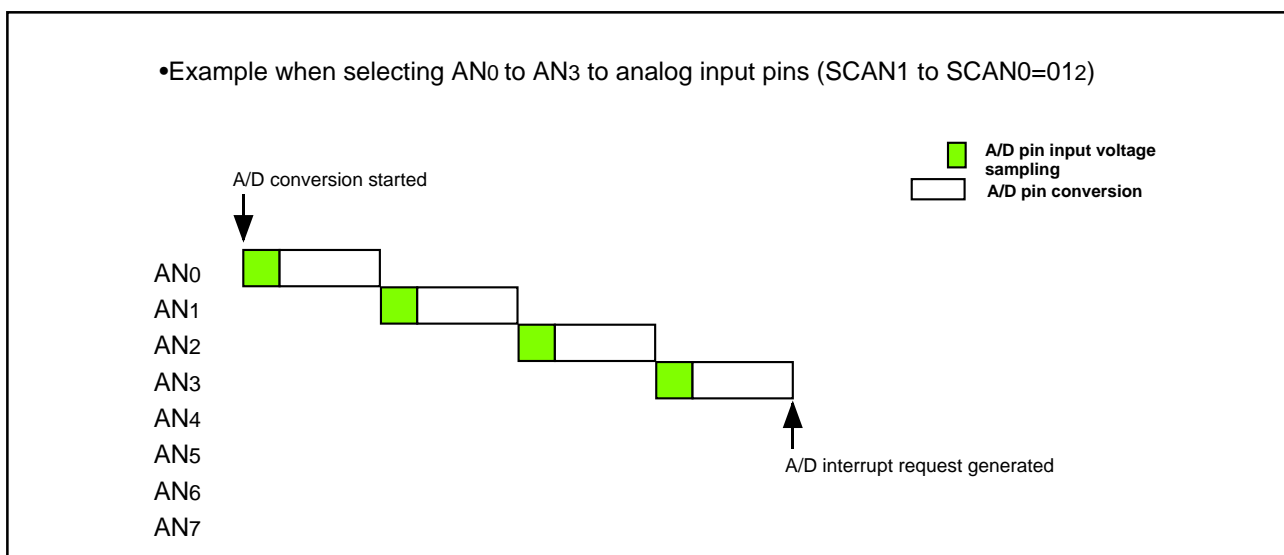 •Example when selecting AN0 to AN3 to analog input pins (SCAN1 to SCAN0=012)
A/D pin input voltage
sampling
A/D pin conversion
A/D conversion started
AN0
AN1
AN2
AN3
AN4
AN5
AN6
AN7
A/D interrupt request generated